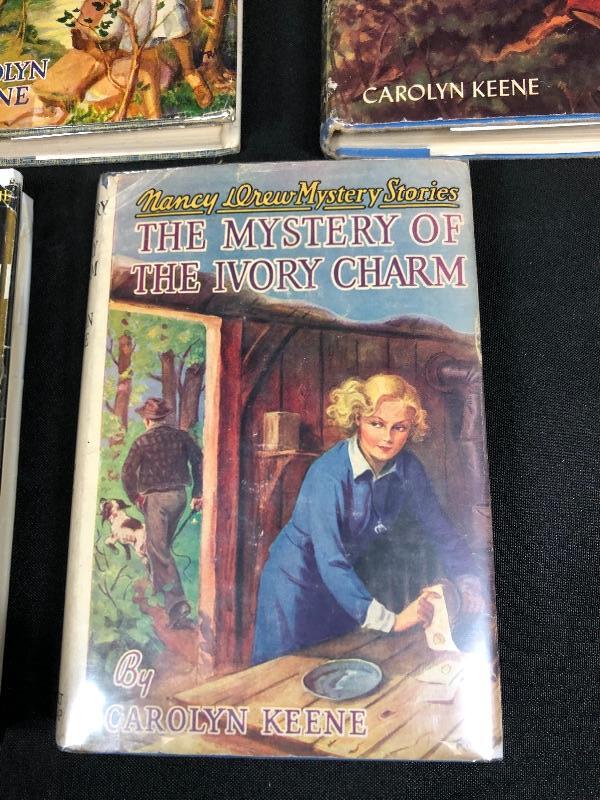 CAROLYN KEENE
Nancy Drew Mystery Stories
THE MYSTERY OF
THE IVORY CHARM
By
CAROLYN KEENE